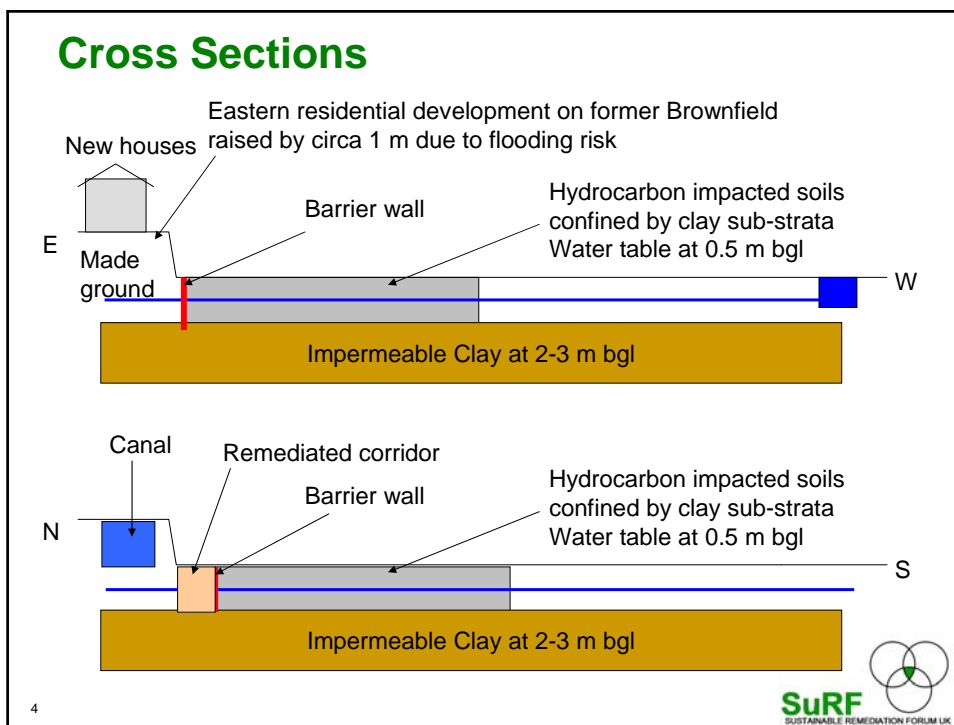 Cross Sections
Eastern residential development on former Brownfield
raised by circa 1 m due to flooding risk
New houses
Barrier wall
Hydrocarbon impacted soils
confined by clay sub-strata
Water table at 0.5 m bgl
E
Made
ground
W
Impermeable Clay at 2-3 m bgl
Canal
Remediated corridor
Barrier wall
Hydrocarbon impacted soils
confined by clay sub-strata
Water table at 0.5 m bgl
N
S
Impermeable Clay at 2-3 m bgl
4
SuRF
SUSTAINABLE REMEDIATION FORUM UK